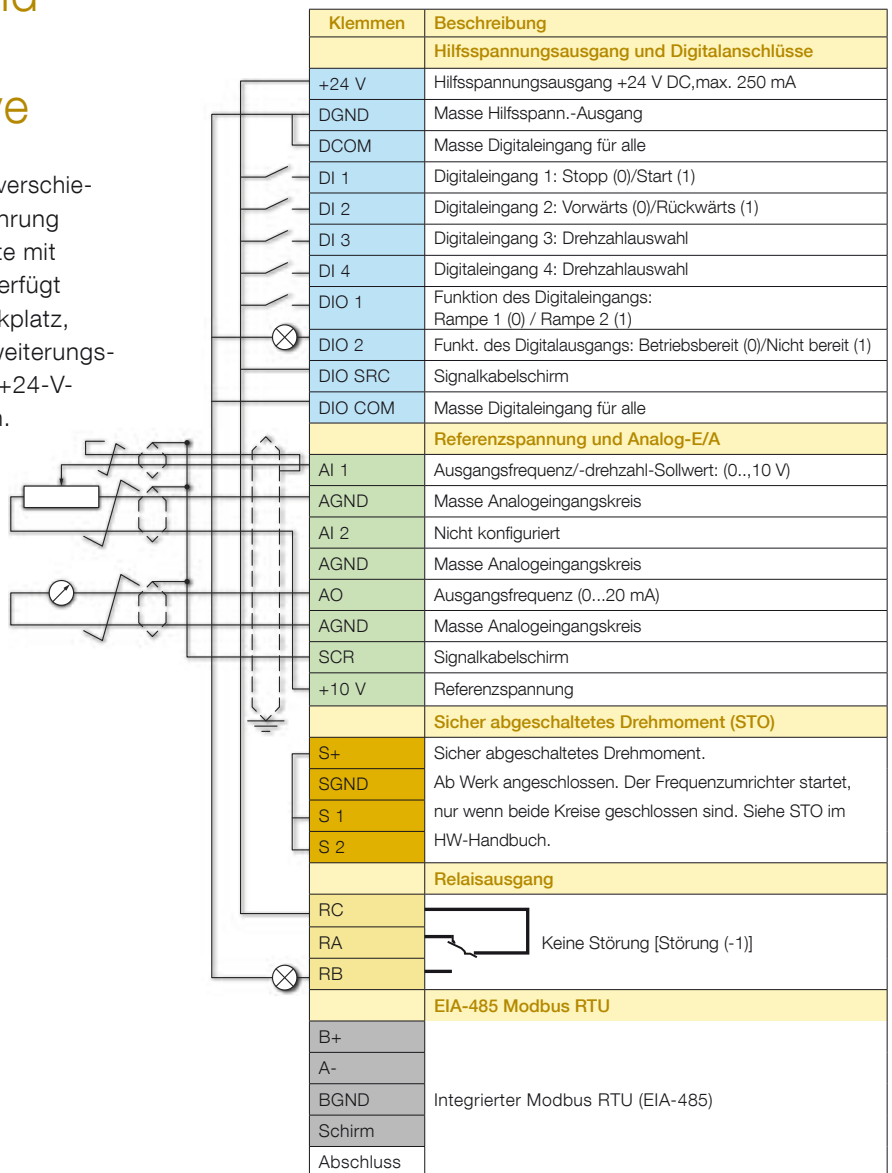 nd
ve
verschie-
hrung
te mit
erfügt
kplatz,
weiterungs-
+24-V-
n.
Klemmen Beschreibung
Hilfsspannungsausgang und Digitalanschlüsse
+24 V Hilfsspannungsausgang +24 V DC,max. 250 mA
DGND Masse Hilfsspann.-Ausgang
DCOM Masse Digitaleingang für alle
DI 1 Digitaleingang 1: Stopp (0)/Start (1)
DI 2 Digitaleingang 2: Vorwärts (0)/Rückwärts (1)
DI 3 Digitaleingang 3: Drehzahlauswahl
DI 4 Digitaleingang 4: Drehzahlauswahl
DIO 1 Funktion des Digitaleingangs:
Rampe 1 (0) / Rampe 2 (1)
DIO 2 Funkt. des Digitalausgangs: Betriebsbereit (0)/Nicht bereit (1)
DIO SRC Signalkabelschirm
DIO COM Masse Digitaleingang für alle
Referenzspannung und Analog-E/A
AI 1 Ausgangsfrequenz/-drehzahl-Sollwert: (0..,10 V)
AGND Masse Analogeingangskreis
AI 2 Nicht konfiguriert
AGND Masse Analogeingangskreis
AO Ausgangsfrequenz (0...20 mA)
AGND Masse Analogeingangskreis
SCR Signalkabelschirm
+10 V Referenzspannung
Sicher abgeschaltetes Drehmoment (STO)
S+ Sicher abgeschaltetes Drehmoment.
SGND Ab Werk angeschlossen. Der Frequenzumrichter startet,
S 1 nur wenn beide Kreise geschlossen sind. Siehe STO im
S 2 HW-Handbuch.
Relaisausgang
RC
RA Keine Störung [Störung (-1)]
RB
EIA-485 Modbus RTU
B+
A-
BGND Integrierter Modbus RTU (EIA-485)
Schirm
Abschluss